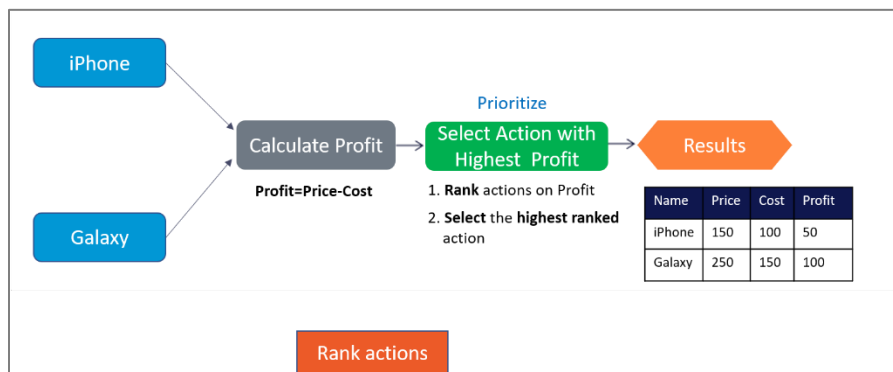 iPhone
Prioritize
Calculate Profit
Select Action with
Highest Profit
Results
Profit=Price-Cost
1. Rank actions on Profit
2. Select the highest ranked
action
Name Price Cost Profit
iPhone 150 100 50
Galaxy 250 150 100
Galaxy
Rank actions